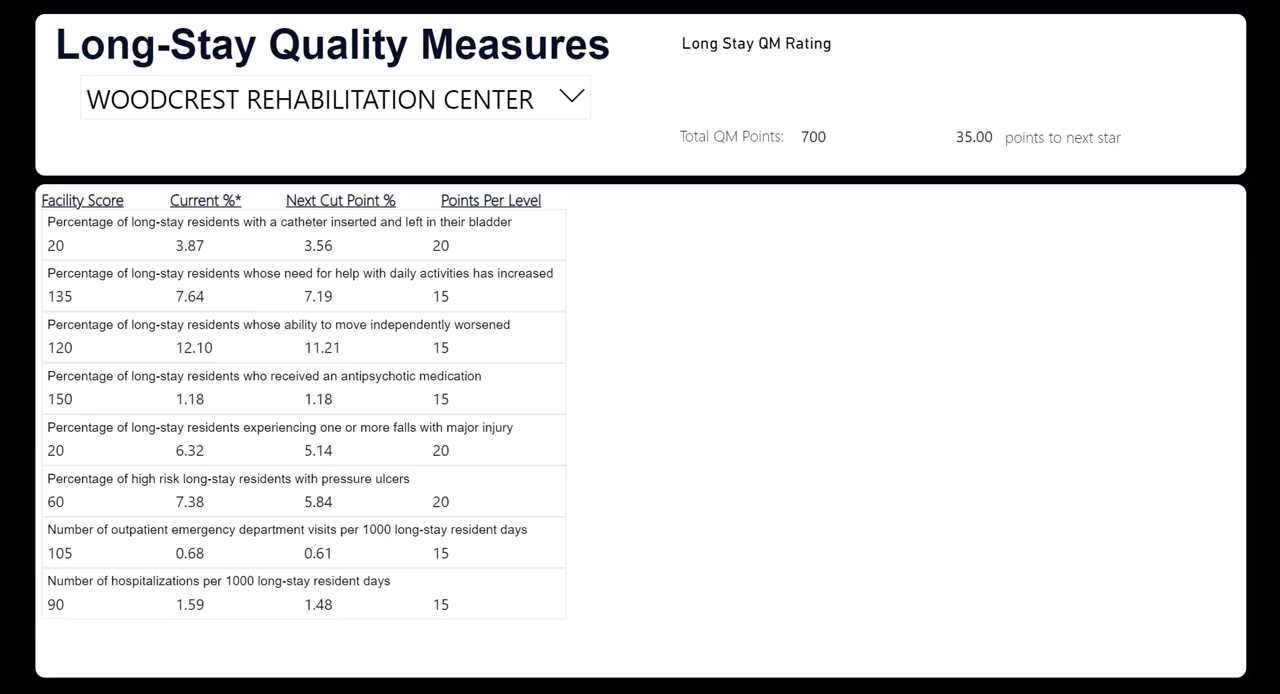 Long-Stay Quality Measures
WOODCREST REHABILITATION CENTER
Long Stay QM Rating
Total QM Points: 700 35.00 points to next star
Facility Score Current %* Next Cut Point % Points Per Level
Percentage of long-stay residents with a catheter inserted and left in their bladder
20 3.87 3.56 20
Percentage of long-stay residents whose need for help with daily activities has increased
135 7.64 7.19 15
Percentage of long-stay residents whose ability to move independently worsened
120 12.10 11.21 15
Percentage of long-stay residents who received an antipsychotic medication
150 1.18 1.18 15
Percentage of long-stay residents experiencing one or more falls with major injury
20 6.32 5.14 20
Percentage of high risk long-stay residents with pressure ulcers
60 7.38 5.84 20
Number of outpatient emergency department visits per 1000 long-stay resident days
105 0.68 0.61 15
Number of hospitalizations per 1000 long-stay resident days
90 1.59 1.48 15